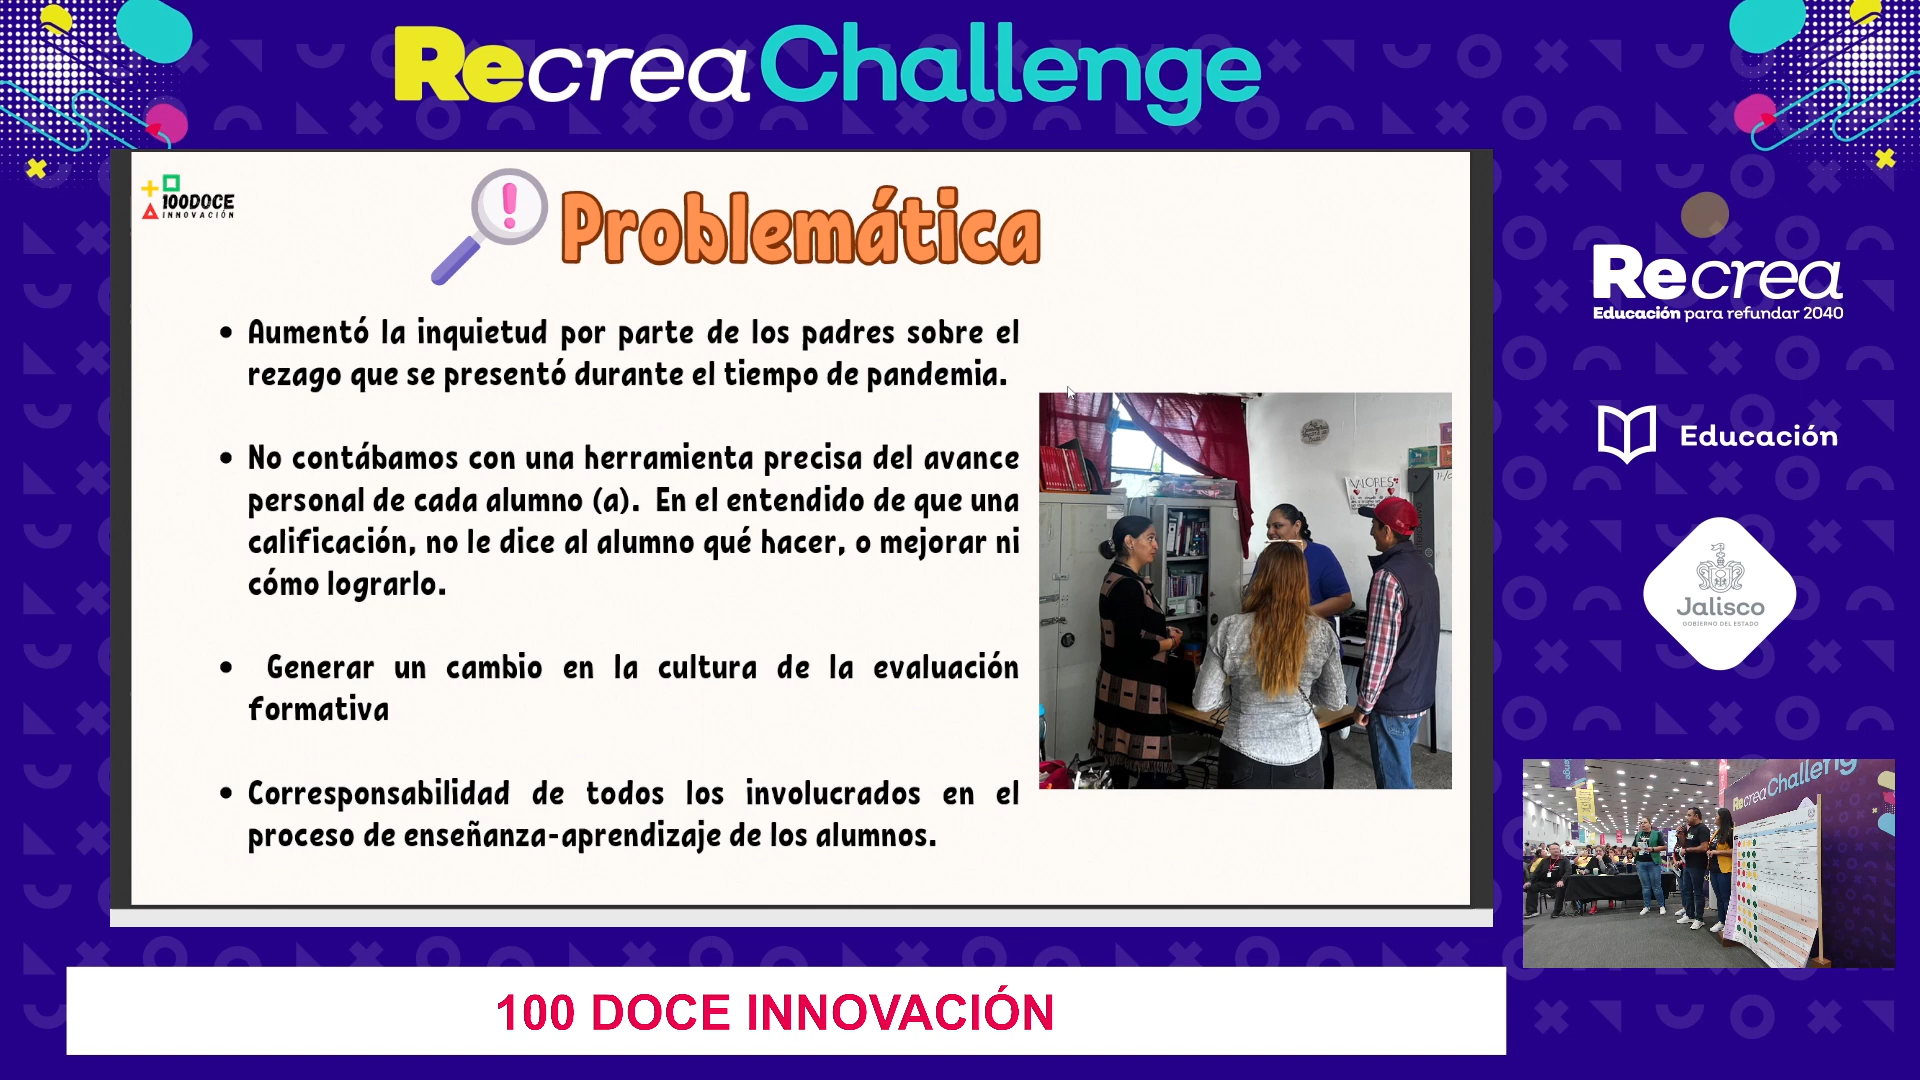 Recrea Challenge
100DOCE
INNOVACIÓN
Problemática
• Aumentó la inquietud por parte de los padres sobre el
rezago que se presentó durante el tiempo de pandemia.
• No contábamos con una herramienta precisa del avance
personal de cada alumno (a). En el entendido de que una
calificación, no le dice al alumno qué hacer, o mejorar ni
cómo lograrlo.
• Generar un cambio en la cultura de la evaluación
formativa
• Corresponsabilidad de todos los involucrados en el
proceso de enseñanza-aprendizaje de los alumnos.
VALORES
Recrea
Educación para refundar 2040
Educación
Jalisco
GOBIERNO DEL ESTADO
Recrea Challeng
100 DOCE INNOVACIÓN